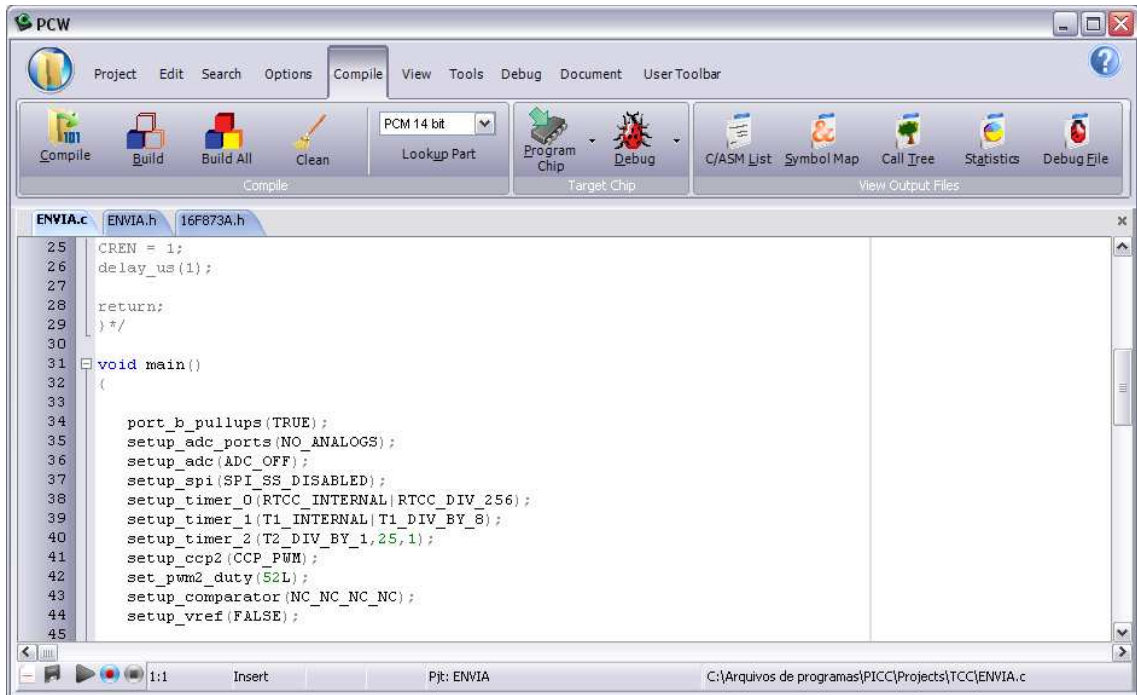 PCW
Project Edit Search Options Compile View Tools Debug Document User Toolbar
101
Compile Build Build All Clean
PCM 14 bit
Lookup Part
Compile
Program Chip Debug
Target Chip
C/ASM List Symbol Map Call Tree Statistics Debug File
View Output Files
ENVIA.c ENVIA.h 16F873A.h
25 CREN = 1;
26 delay_us(1);
27
28 return;
29 }*/
30
31 void main()
32 {
33
34 port_b_pullups(TRUE);
35 setup_adc_ports(NO_ANALOGS);
36 setup_adc(ADC_OFF);
37 setup_spi(SPI_SS_DISABLED);
38 setup_timer_0(RTCC_INTERNAL|RTCC_DIV_256);
39 setup_timer_1(T1_INTERNAL|T1_DIV_BY_8);
40 setup_timer_2(T2_DIV_BY_1,25,1);
41 setup_ccp2(CCP_PWM);
42 set_pwm2_duty(52L);
43 setup_comparator(NC_NC_NC_NC);
44 setup_vref(FALSE);
45
1:1 Insert Pjt: ENVIA C:\Arquivos de programas\PICC\Projects\TCC\ENVIA.c